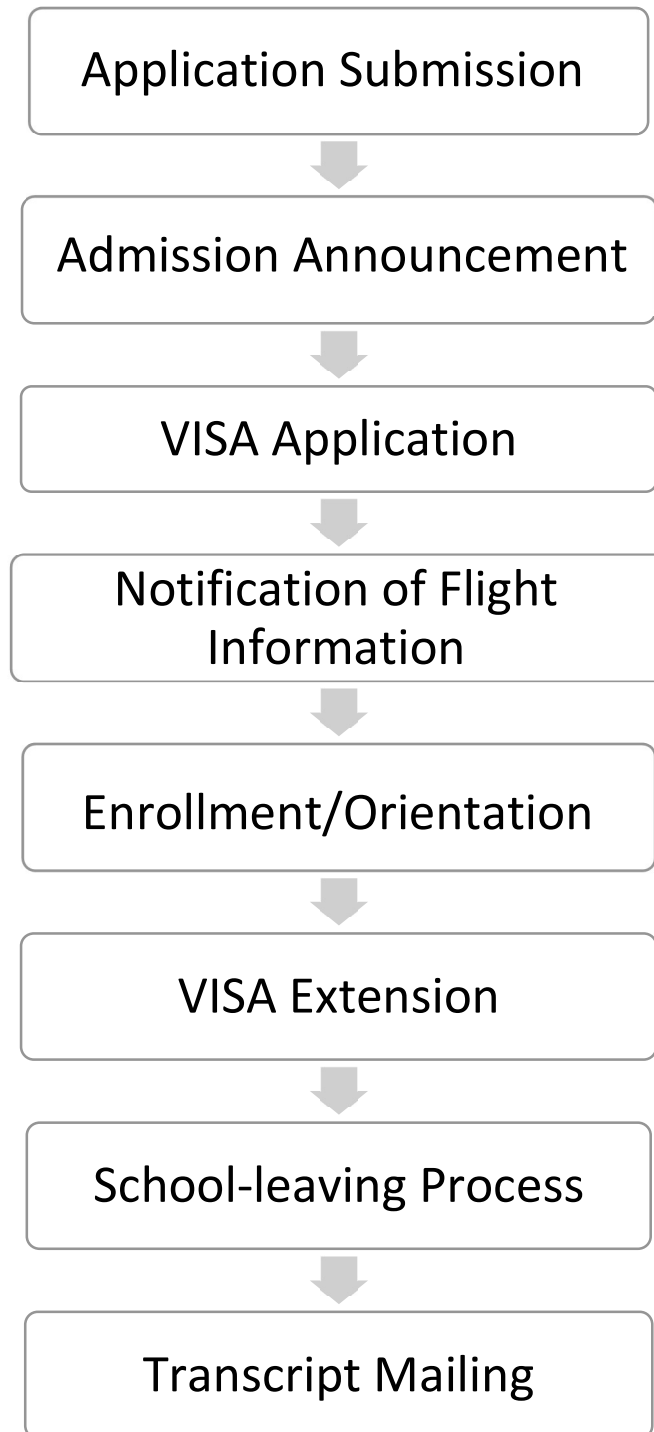 Application Submission
Admission Announcement
VISA Application
Notification of Flight
Information
Enrollment/Orientation
VISA Extension
School-leaving Process
Transcript Mailing